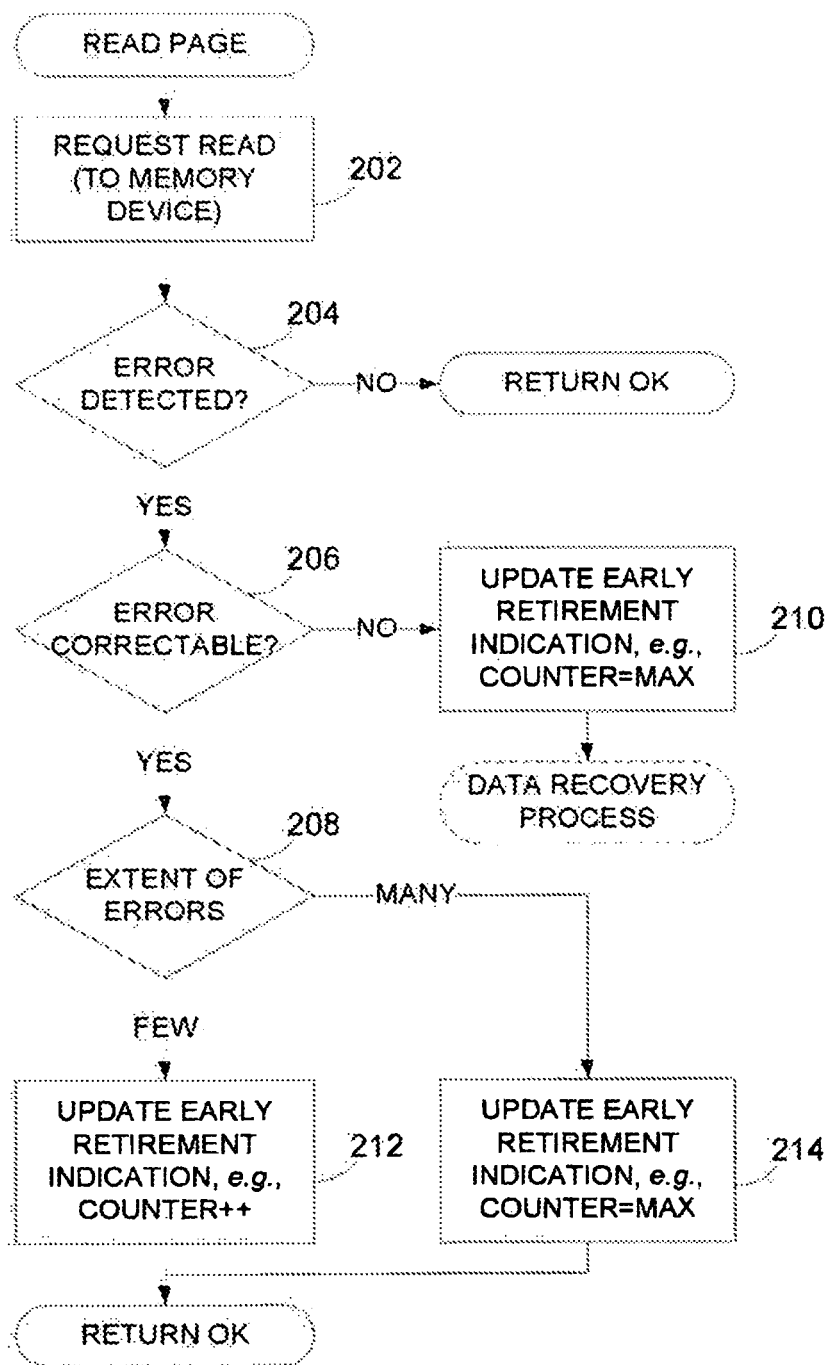 READ PAGE
REQUEST READ
(TO MEMORY
DEVICE)
202
204
ERROR
DETECTED?
NO
RETURN OK
YES
206
ERROR
CORRECTABLE?
NO
UPDATE EARLY
RETIREMENT
INDICATION, e.g.,
COUNTER=MAX
210
YES
DATA RECOVERY
PROCESS
208
EXTENT OF
ERRORS
MANY
FEW
UPDATE EARLY
RETIREMENT
INDICATION, e.g.,
COUNTER++
212
UPDATE EARLY
RETIREMENT
INDICATION, e.g.,
COUNTER=MAX
214
RETURN OK